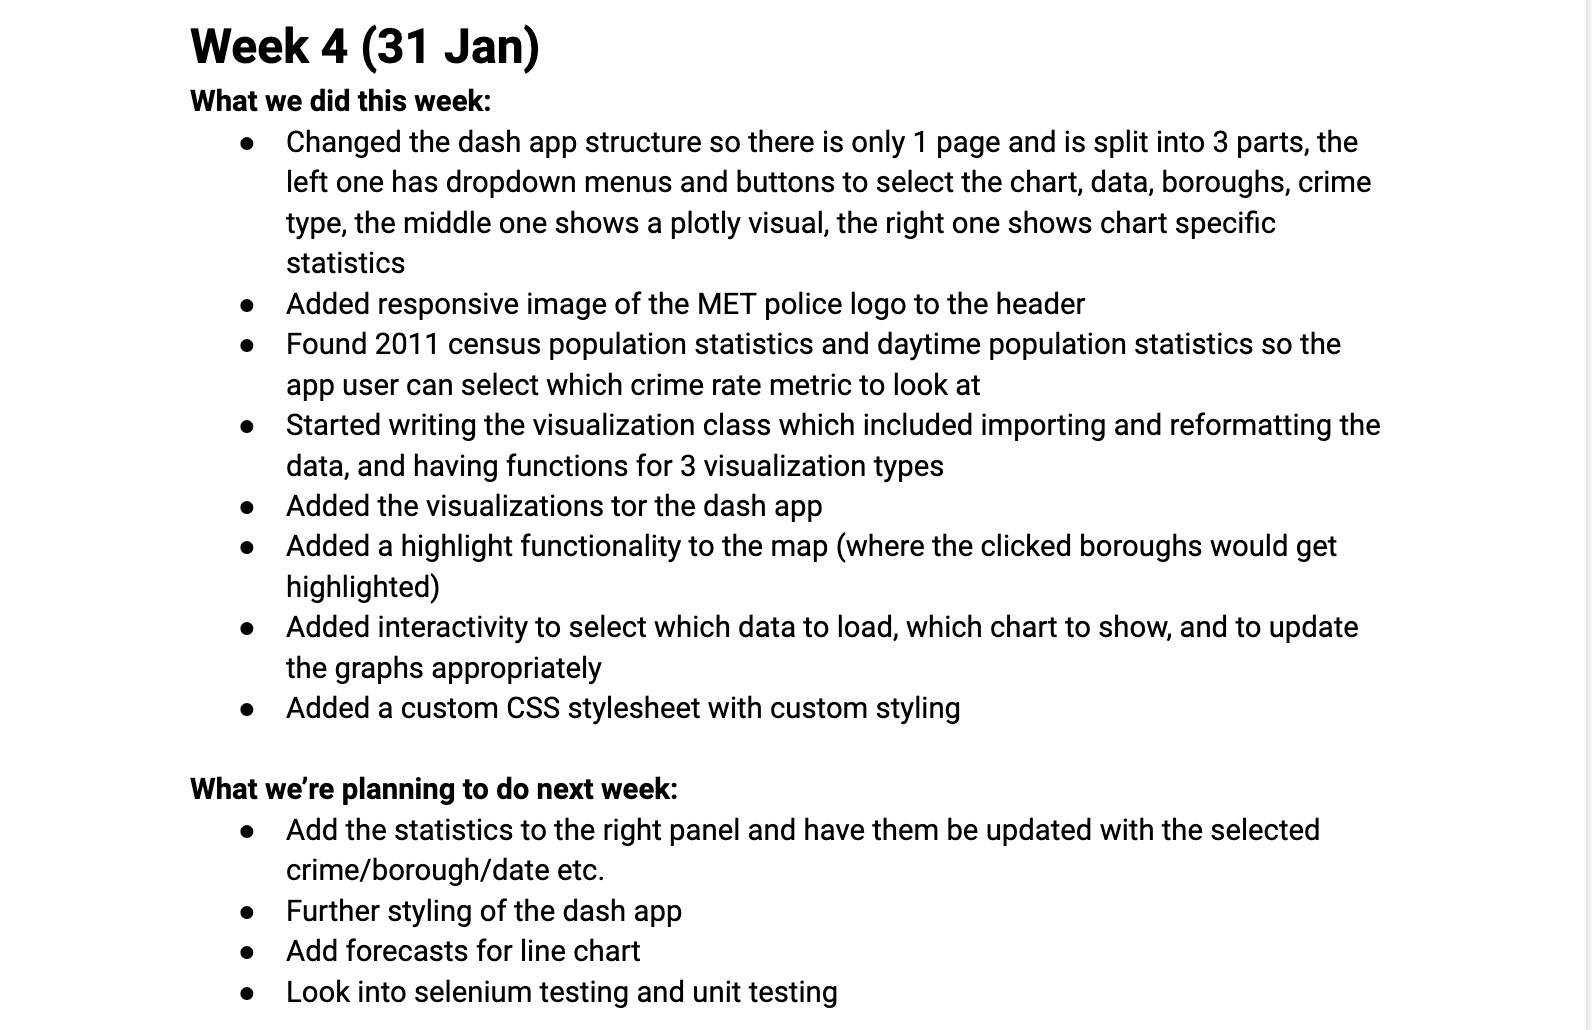 Week 4 (31 Jan)
What we did this week:
● Changed the dash app structure so there is only 1 page and is split into 3 parts, the
left one has dropdown menus and buttons to select the chart, data, boroughs, crime
type, the middle one shows a plotly visual, the right one shows chart specific
statistics
● Added responsive image of the MET police logo to the header
● Found 2011 census population statistics and daytime population statistics so the
app user can select which crime rate metric to look at
● Started writing the visualization class which included importing and reformatting the
data, and having functions for 3 visualization types
● Added the visualizations tor the dash app
● Added a highlight functionality to the map (where the clicked boroughs would get
highlighted)
● Added interactivity to select which data to load, which chart to show, and to update
the graphs appropriately
● Added a custom CSS stylesheet with custom styling
What we’re planning to do next week:
● Add the statistics to the right panel and have them be updated with the selected
crime/borough/date etc.
● Further styling of the dash app
● Add forecasts for line chart
● Look into selenium testing and unit testing